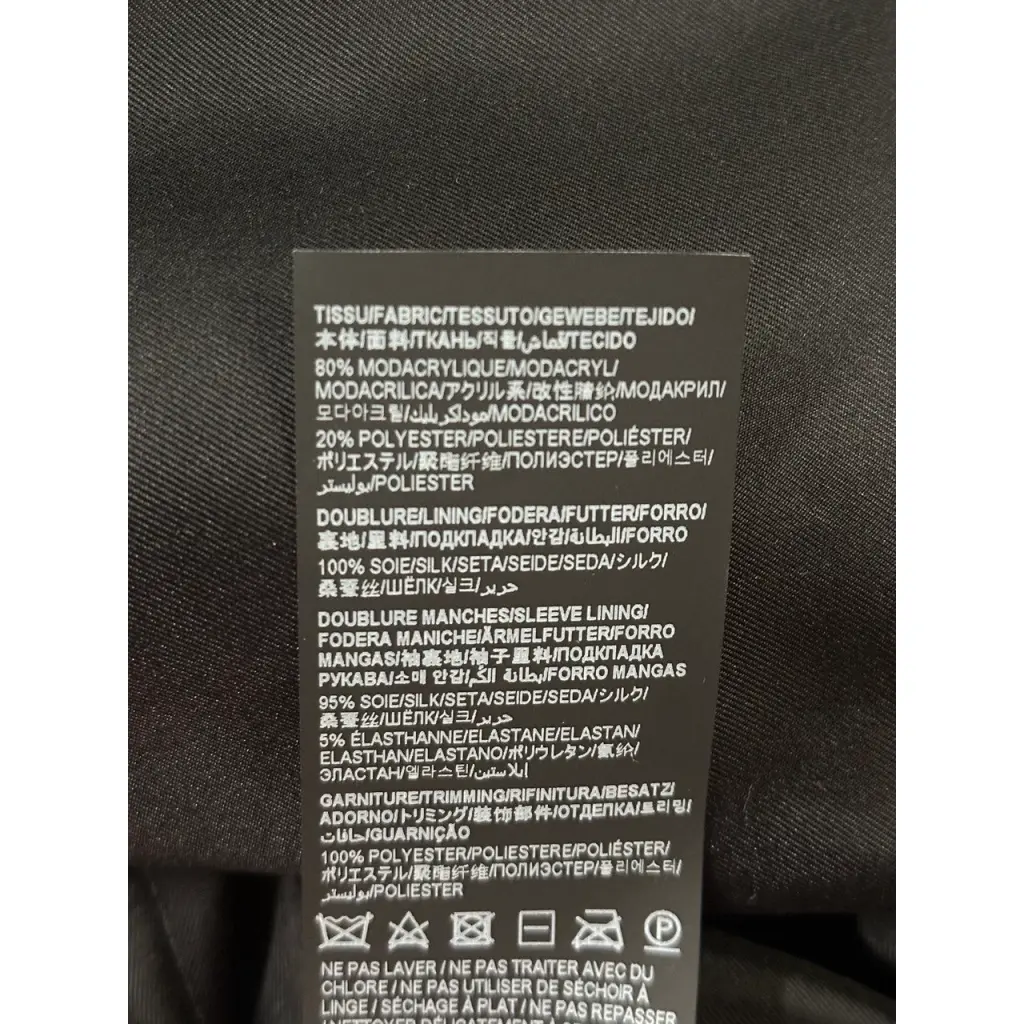 TISSU/FABRIC/TESSUTO/GEWEBE/TEJIDO/
本体/面料/ТКАНЬ/직물/قماش/TECIDO
80% MODACRYLIQUE/MODACRYL/
MODACRILICA/アクリル系/改性腈纶/МОДАКРИЛ/
모다아크릴/موداكريليك/MODACRILICO
20% POLYESTER/POLIESTERE/POLIÉSTER/
ポリエステル/聚酯纤维/ПОЛИЭСТЕР/폴리에스터/
بوليستر/POLIESTER
DOUBLURE/LINING/FODERA/FUTTER/FORRO/
裏地/里料/ПОДКПАДКА/안감/البطانة/FORRO
100% SOIE/SILK/SETA/SEIDE/SEDA/シルク/
桑蚕丝/ШЁПК/실크/حرير
DOUBLURE MANCHES/SLEEVE LINING/
FODERA MANICHE/ÄRMELFUTTER/FORRO
MANGAS/袖裏地/袖子里料/ПОДКПАДКА
РУКАВА/소매 안감/بطانة الكم/FORRO MANGAS
95% SOIE/SILK/SETA/SEIDE/SEDA/シルク/
桑蚕丝/ШЁПК/실크/حرير
5% ÉLASTHANNE/ELASTANE/ELASTAN/
ELASTHAN/ELASTANO/ポリウレタン/氨纶/
ЭЛАСТАН/엘라스틴/إيلاستين
GARNITURE/TRIMMING/RIFINITURA/BESATZ/
ADORNO/トリミング/装饰部件/ОТДЕПКА/트리밍/
حافات/GUARNIÇÃO
100% POLYESTER/POLIESTERE/POLIÉSTER/
ポリエステル/聚酯纤维/ПОЛИЭСТЕР/폴리에스터/
بوليستر/POLIESTER
P
NE PAS LAVER / NE PAS TRAITER AVEC DU
CHLORE / NE PAS UTILISER DE SÉCHOIR À
LINGE / SÉCHAGE À PLAT / NE PAS REPASSER